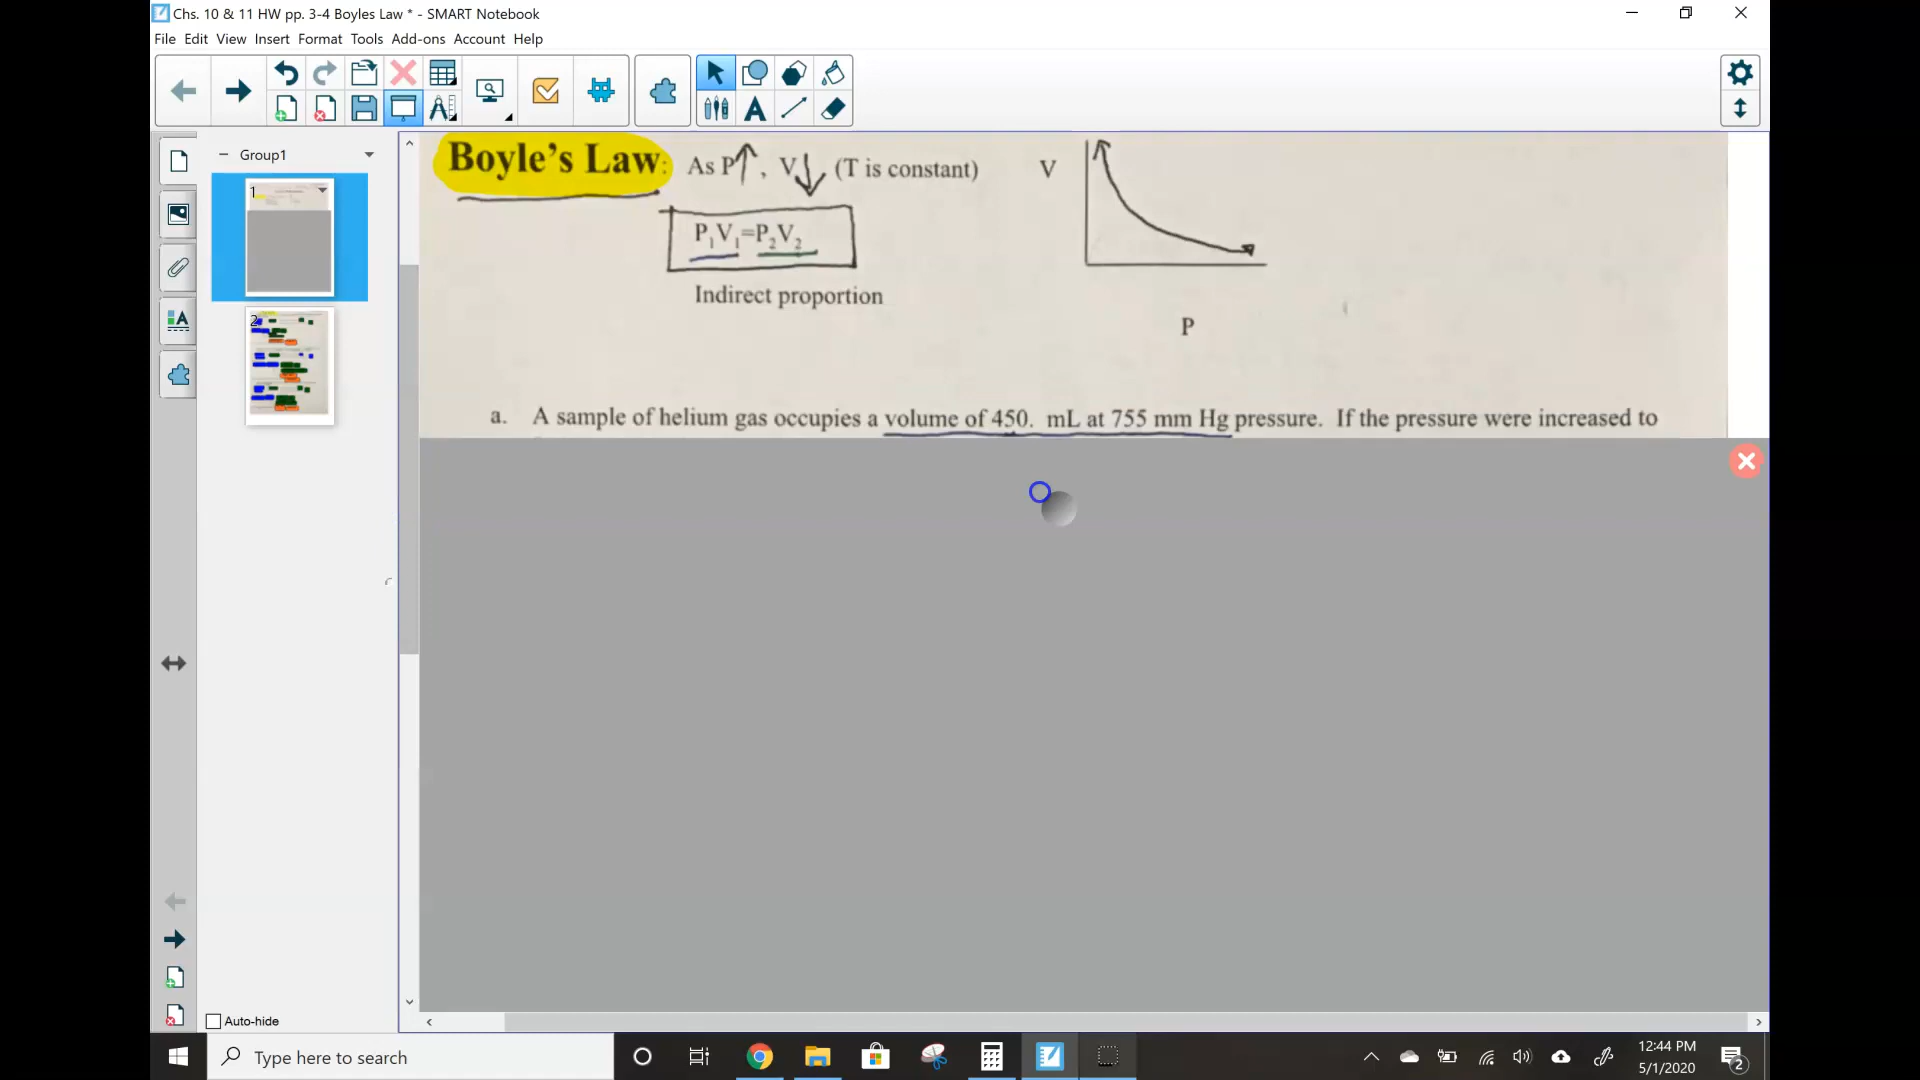 Chs. 10 & 11 HW pp. 3-4 Boyles Law * - SMART Notebook
File Edit View Insert Format Tools Add-ons Account Help
Group1
1
2
Boyle's Law: As P↑, V↓ (T is constant)
V
P₁V₁=P₂V₂
Indirect proportion
P
a. A sample of helium gas occupies a volume of 450. mL at 755 mm Hg pressure. If the pressure were increased to
Auto-hide
Type here to search
12:44 PM
5/1/2020
2